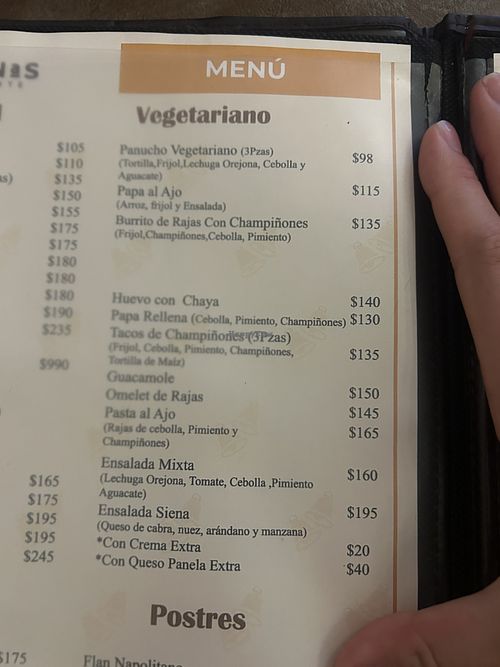 MENÚ
Vegetariano
$105
$110
$135
$150
$155
$175
$175
$180
$180
$180
$190
$235
$990
$165
$175
$195
$195
$245
$175
Panucho Vegetariano (3Pzas) $98
(Tortilla,Frijol,Lechuga Orejona, Cebolla y
Aguacate)
Papa al Ajo $115
(Arroz, frijol y Ensalada)
Burrito de Rajas Con Champiñones $135
(Frijol,Champiñones,Cebolla, Pimiento)
Huevo con Chaya $140
Papa Rellena (Cebolla, Pimiento, Champiñones) $130
Tacos de Champiñones (3Pzas)
(Frijol, Cebolla, Pimiento, Champiñones, $135
Tortilla de Maíz)
Guacamole
Omelet de Rajas $150
Pasta al Ajo $145
(Rajas de cebolla, Pimiento y $165
Champiñones)
Ensalada Mixta
(Lechuga Orejona, Tomate, Cebolla ,Pimiento $160
Aguacate)
Ensalada Siena $195
(Queso de cabra, nuez, arándano y manzana)
*Con Crema Extra $20
*Con Queso Panela Extra $40
Postres
Flan Napolitano